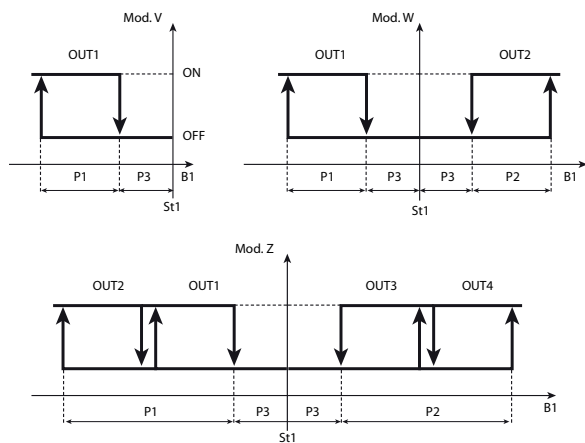 Mod. V
OUT1
ON
OFF
P1
P3
B1
St1
Mod. W
OUT1
OUT2
P1
P3
P3
P2
B1
St1
Mod. Z
OUT2
OUT1
OUT3
OUT4
P1
P3
P3
P2
B1
St1